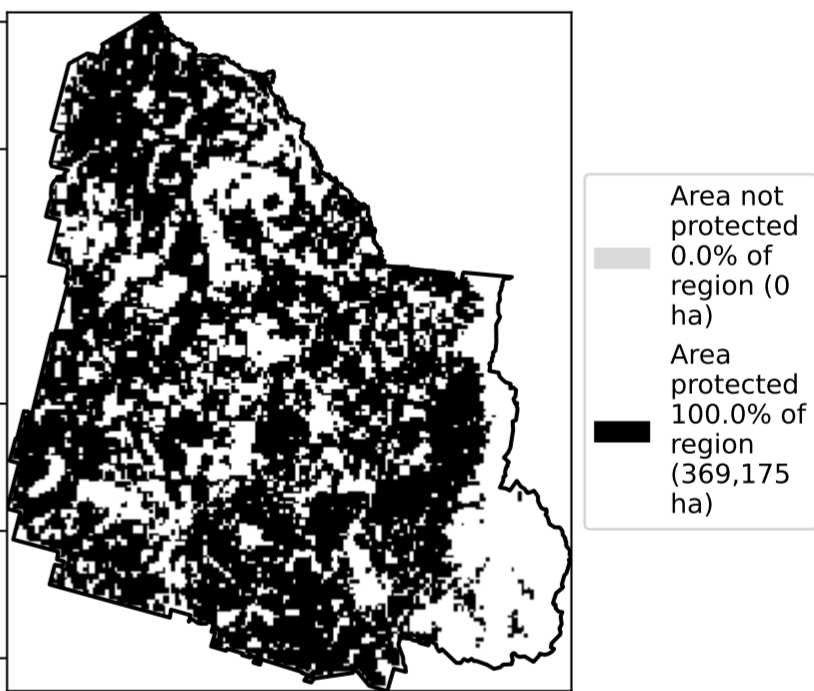 Area not
protected
0.0% of
region (0
ha)
Area
protected
100.0% of
region
(369,175
ha)